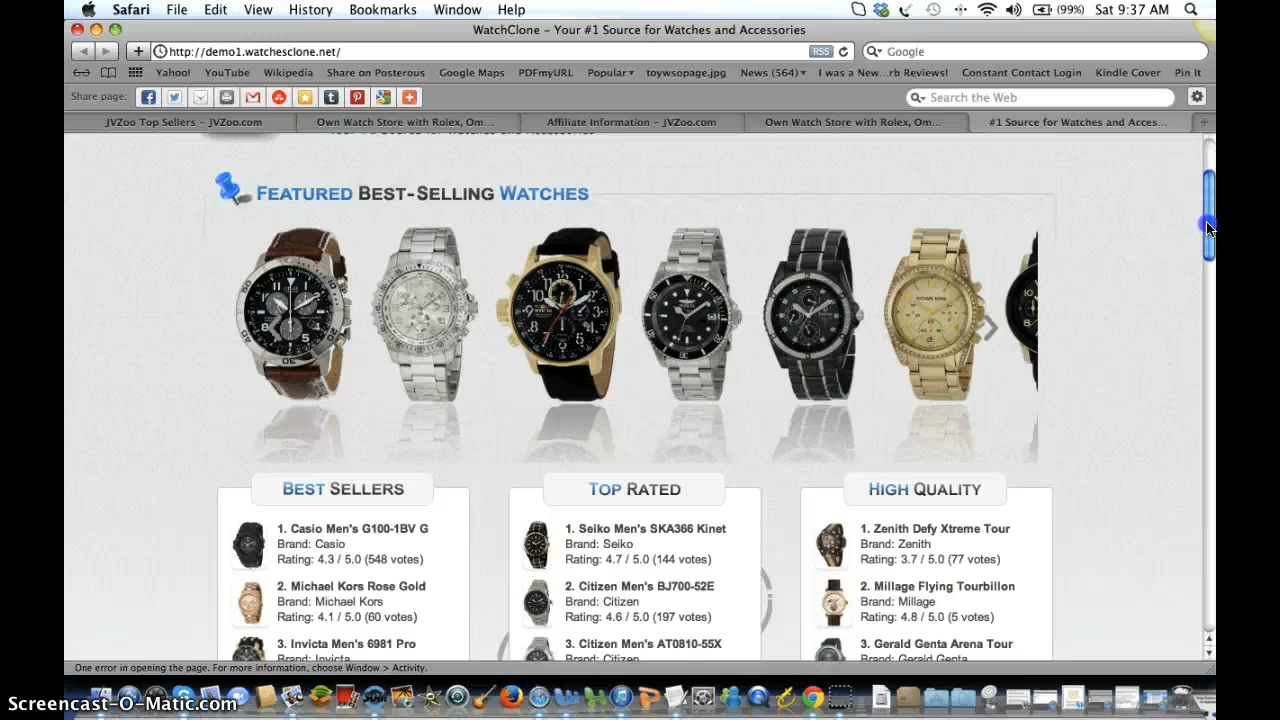 Safari File Edit View History Bookmarks Window Help (99%) Sat 9:37 AM
WatchClone – Your #1 Source for Watches and Accessories
http://demo1.watchesclone.net/ RSS Google
Yahoo! YouTube Wikipedia Share on Posterous Google Maps PDFmyURL Popular toywsopage.jpg News (564) I was a New...rb Reviews! Constant Contact Login Kindle Cover Pin It
Share page: Search the Web
JVZoo Top Sellers – JVZoo.com Own Watch Store with Rolex, Om... Affiliate Information – JVZoo.com Own Watch Store with Rolex, Om... #1 Source for Watches and Acces...
FEATURED BEST-SELLING WATCHES
BEST SELLERS
1. Casio Men's G100-1BV G
Brand: Casio
Rating: 4.3 / 5.0 (548 votes)
2. Michael Kors Rose Gold
Brand: Michael Kors
Rating: 4.1 / 5.0 (60 votes)
3. Invicta Men's 6981 Pro
Brand: Invicta
TOP RATED
1. Seiko Men's SKA366 Kinet
Brand: Seiko
Rating: 4.7 / 5.0 (144 votes)
2. Citizen Men's BJ700-52E
Brand: Citizen
Rating: 4.6 / 5.0 (197 votes)
3. Citizen Men's AT0810-55X
Brand: Citizen
HIGH QUALITY
1. Zenith Defy Xtreme Tour
Brand: Zenith
Rating: 3.7 / 5.0 (77 votes)
2. Millage Flying Tourbillon
Brand: Millage
Rating: 4.8 / 5.0 (5 votes)
3. Gerald Genta Arena Tour
Brand: Gerald Genta
One error in opening the page. For more information, choose Window > Activity.
Screencast-O-Matic.com